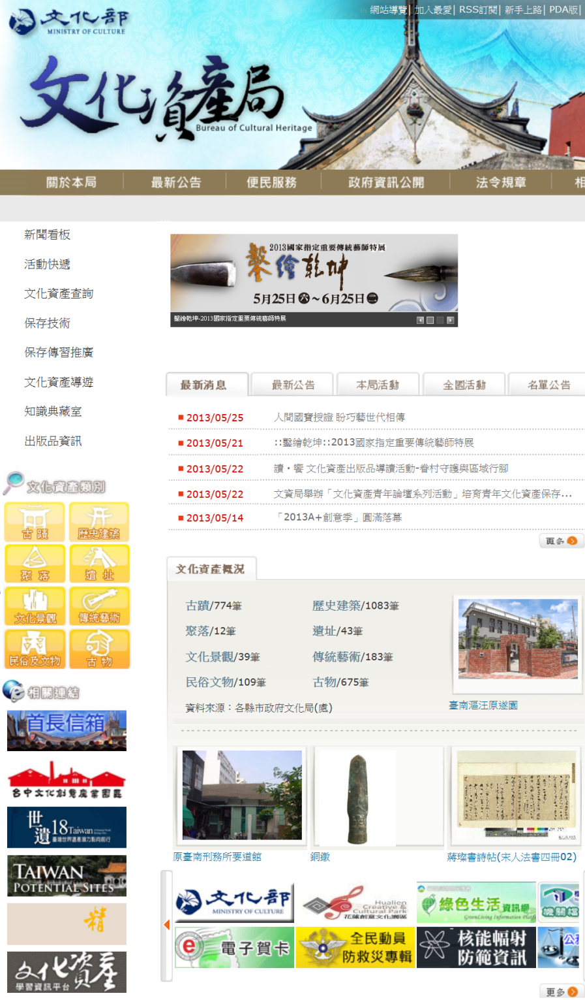 文化部
MINISTRY OF CULTURE
::: 網站導覽| 加入最愛| RSS訂閱| 新手上路| PDA版|
文化資產局
Bureau of Cultural Heritage
關於本局
最新公告
便民服務
政府資訊公開
法令規章
相
新聞看板
活動快遞
文化資產查詢
保存技術
保存傳習推廣
文化資產導遊
知識典藏室
出版品資訊
文化資產類別
古蹟
歷史建築
聚落
遺址
文化景觀
傳統藝術
民俗及文物
古物
相關連結
首長信箱
台中文化創意產業園區
世遺 18 Taiwan
臺灣世界遺產潛力點向前行
TAIWAN
POTENTIAL SITES
精
文化資產
學習資訊平台
:::
2013國家指定重要傳統藝師特展
鑿繪乾坤
5月25日六～6月25日二
鑿繪乾坤-2013國家指定重要傳統藝師特展
最新消息
最新公告
本局活動
全國活動
名單公告
2013/05/25 人間國寶授證 盼巧藝世代相傳
2013/05/21 ::鑿繪乾坤::2013國家指定重要傳統藝師特展
2013/05/22 讀‧饗 文化資產出版品導讀活動-眷村守護與區域行腳
2013/05/22 文資局舉辦「文化資產青年論壇系列活動」培育青年文化資產保存...
2013/05/14 「2013A+創意季」圓滿落幕
更多
文化資產概況
古蹟/774筆 歷史建築/1083筆
聚落/12筆 遺址/43筆
文化景觀/39筆 傳統藝術/183筆
民俗文物/109筆 古物/675筆
資料來源：各縣市政府文化局(處)
臺南漚汪原遂園
原臺南刑務所要道館
銅鐓
蔣璨書詩帖(宋人法書四冊02)
文化部
MINISTRY OF CULTURE
Hualien
Creative &
Cultural Park
花蓮創意文化園區
綠色生活 資訊網
GreenLiving Information Platf
機關檔
電子賀卡
全民動員
防救災專輯
核能輻射
防範資訊
公務
更多